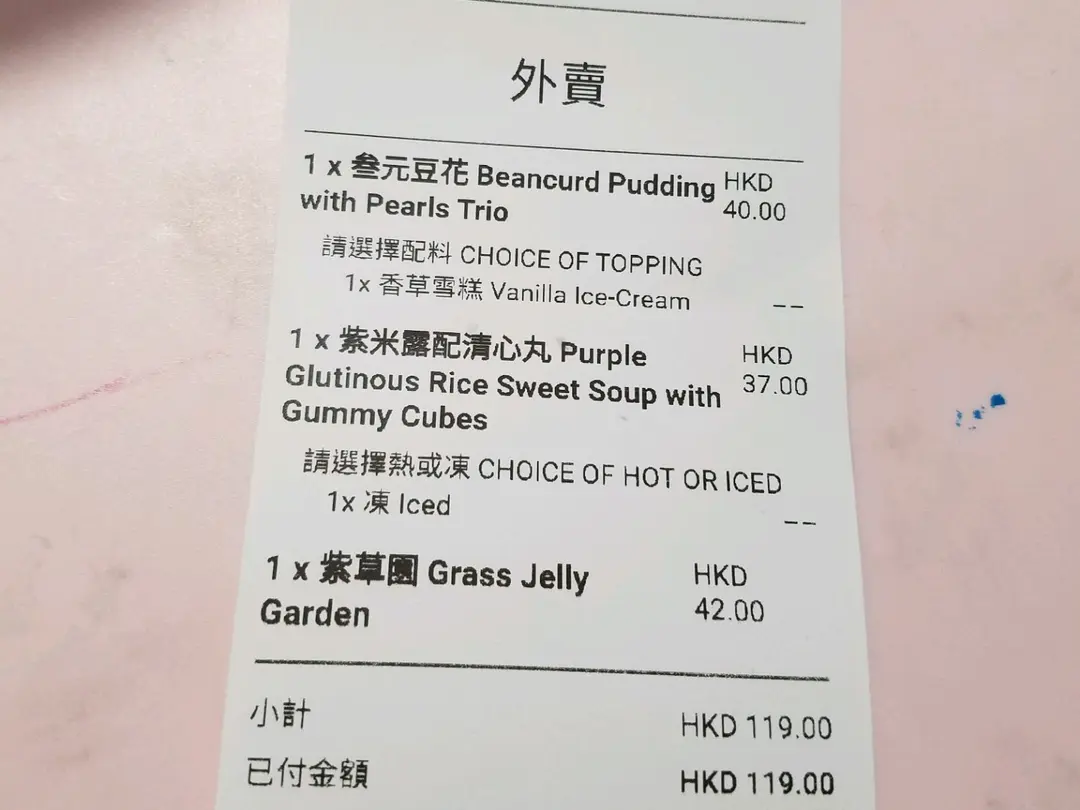 外賣
1 x 叁元豆花 Beancurd Pudding HKD
with Pearls Trio 40.00
請選擇配料 CHOICE OF TOPPING
1x 香草雪糕 Vanilla Ice-Cream --
1 x 紫米露配清心丸 Purple HKD
Glutinous Rice Sweet Soup with 37.00
Gummy Cubes
請選擇熱或凍 CHOICE OF HOT OR ICED
1x 凍 Iced --
1 x 紫草園 Grass Jelly HKD
Garden 42.00
小計 HKD 119.00
已付金額 HKD 119.00